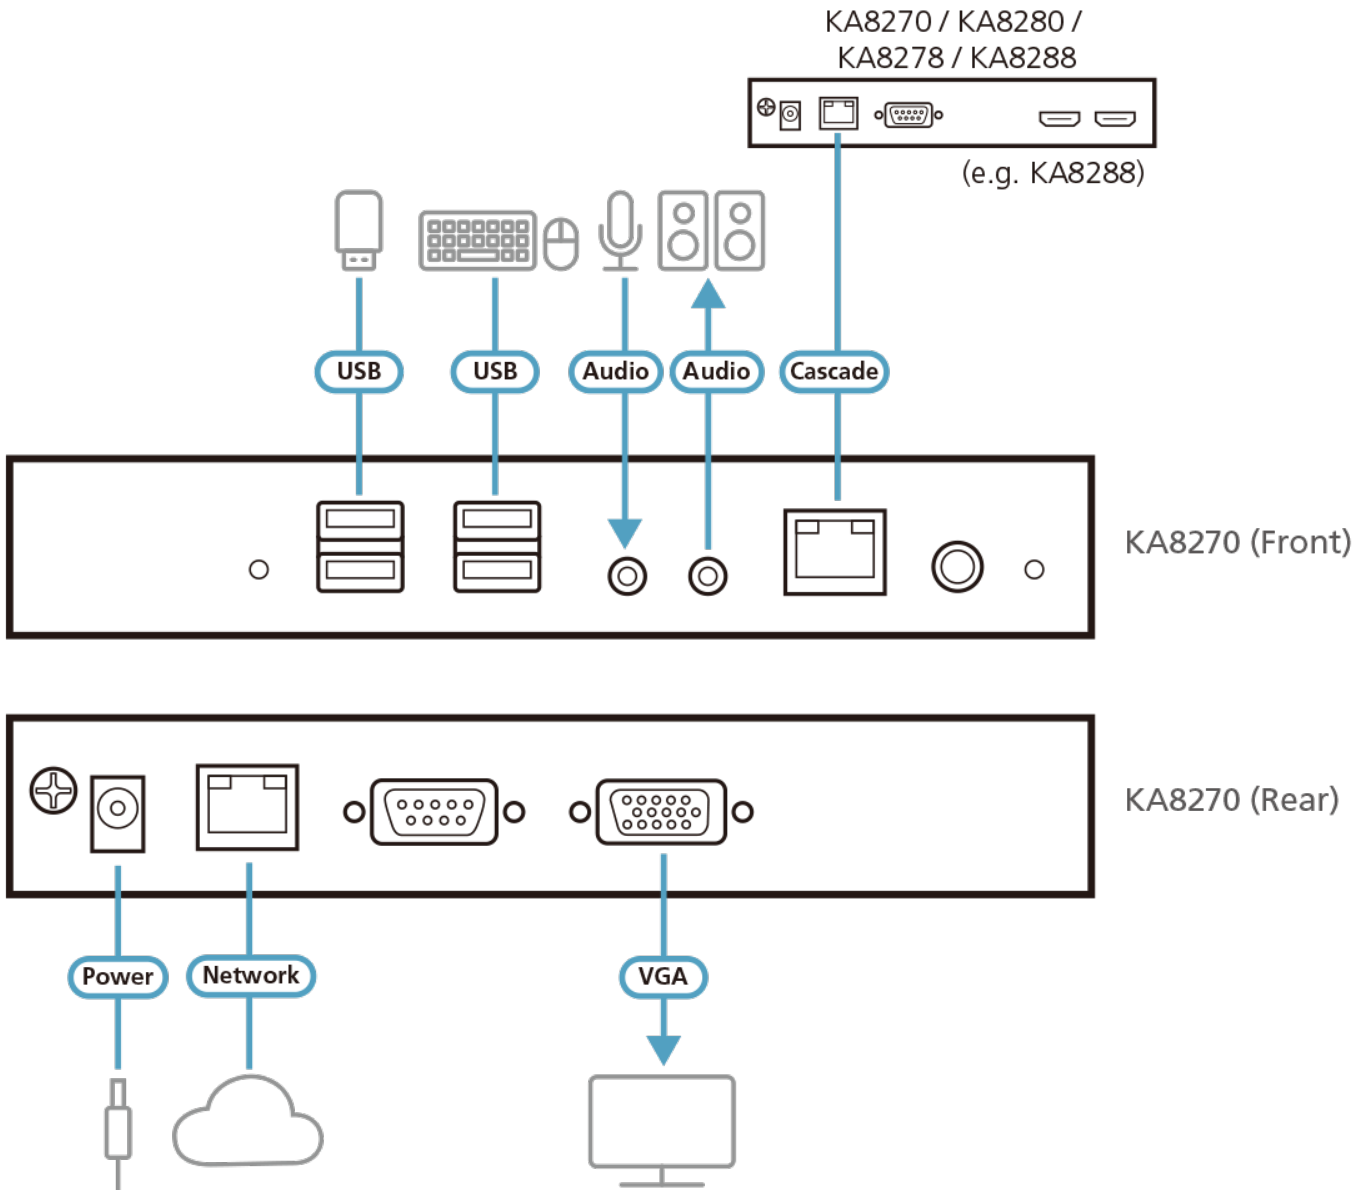 KA8270 / KA8280 /
KA8278 / KA8288
(e.g. KA8288)
USB
USB
Audio
Audio
Cascade
KA8270 (Front)
KA8270 (Rear)
Power
Network
VGA